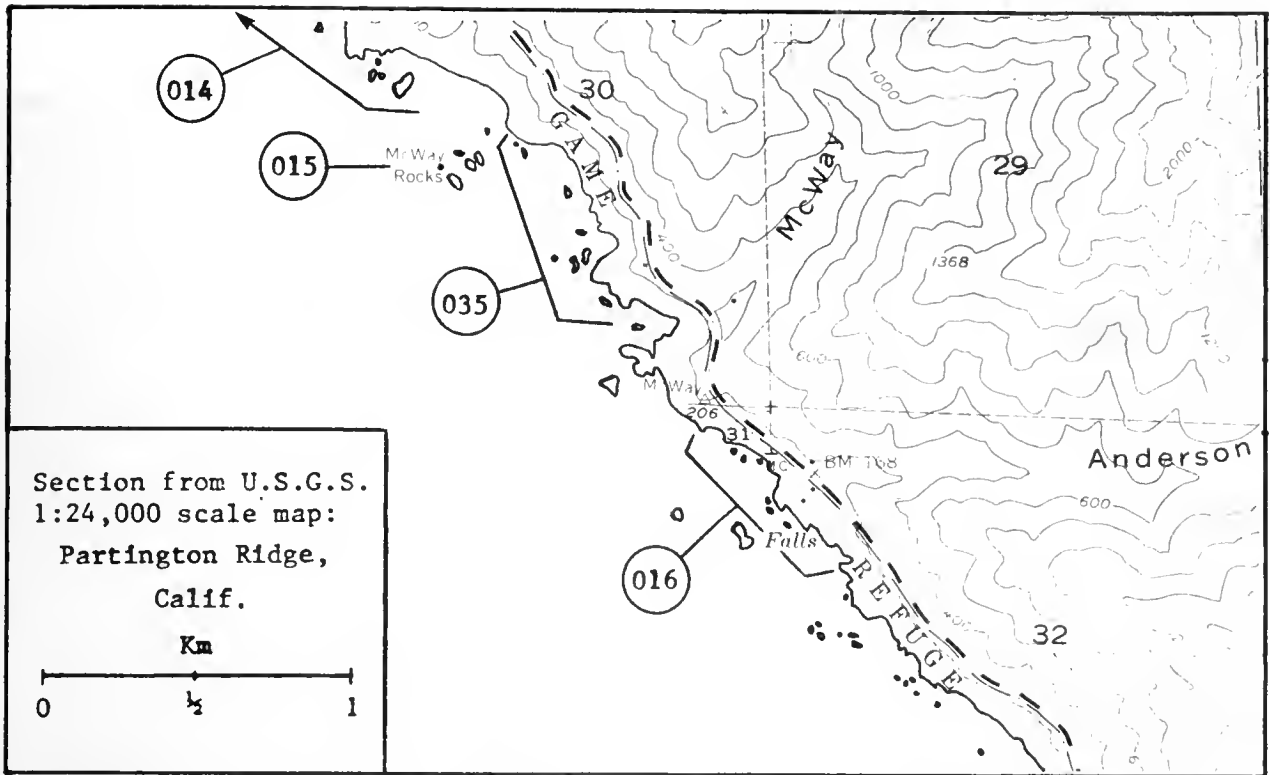 014
30
1000
015
McWay
Rocks
GAME
McWay
29
2000
400
1368
035
600
McWay
206
31
BM 168
Anderson
600
Falls
016
REFUGE
400
32
Section from U.S.G.S.
1:24,000 scale map:
Partington Ridge,
Calif.
Km
0
½
1